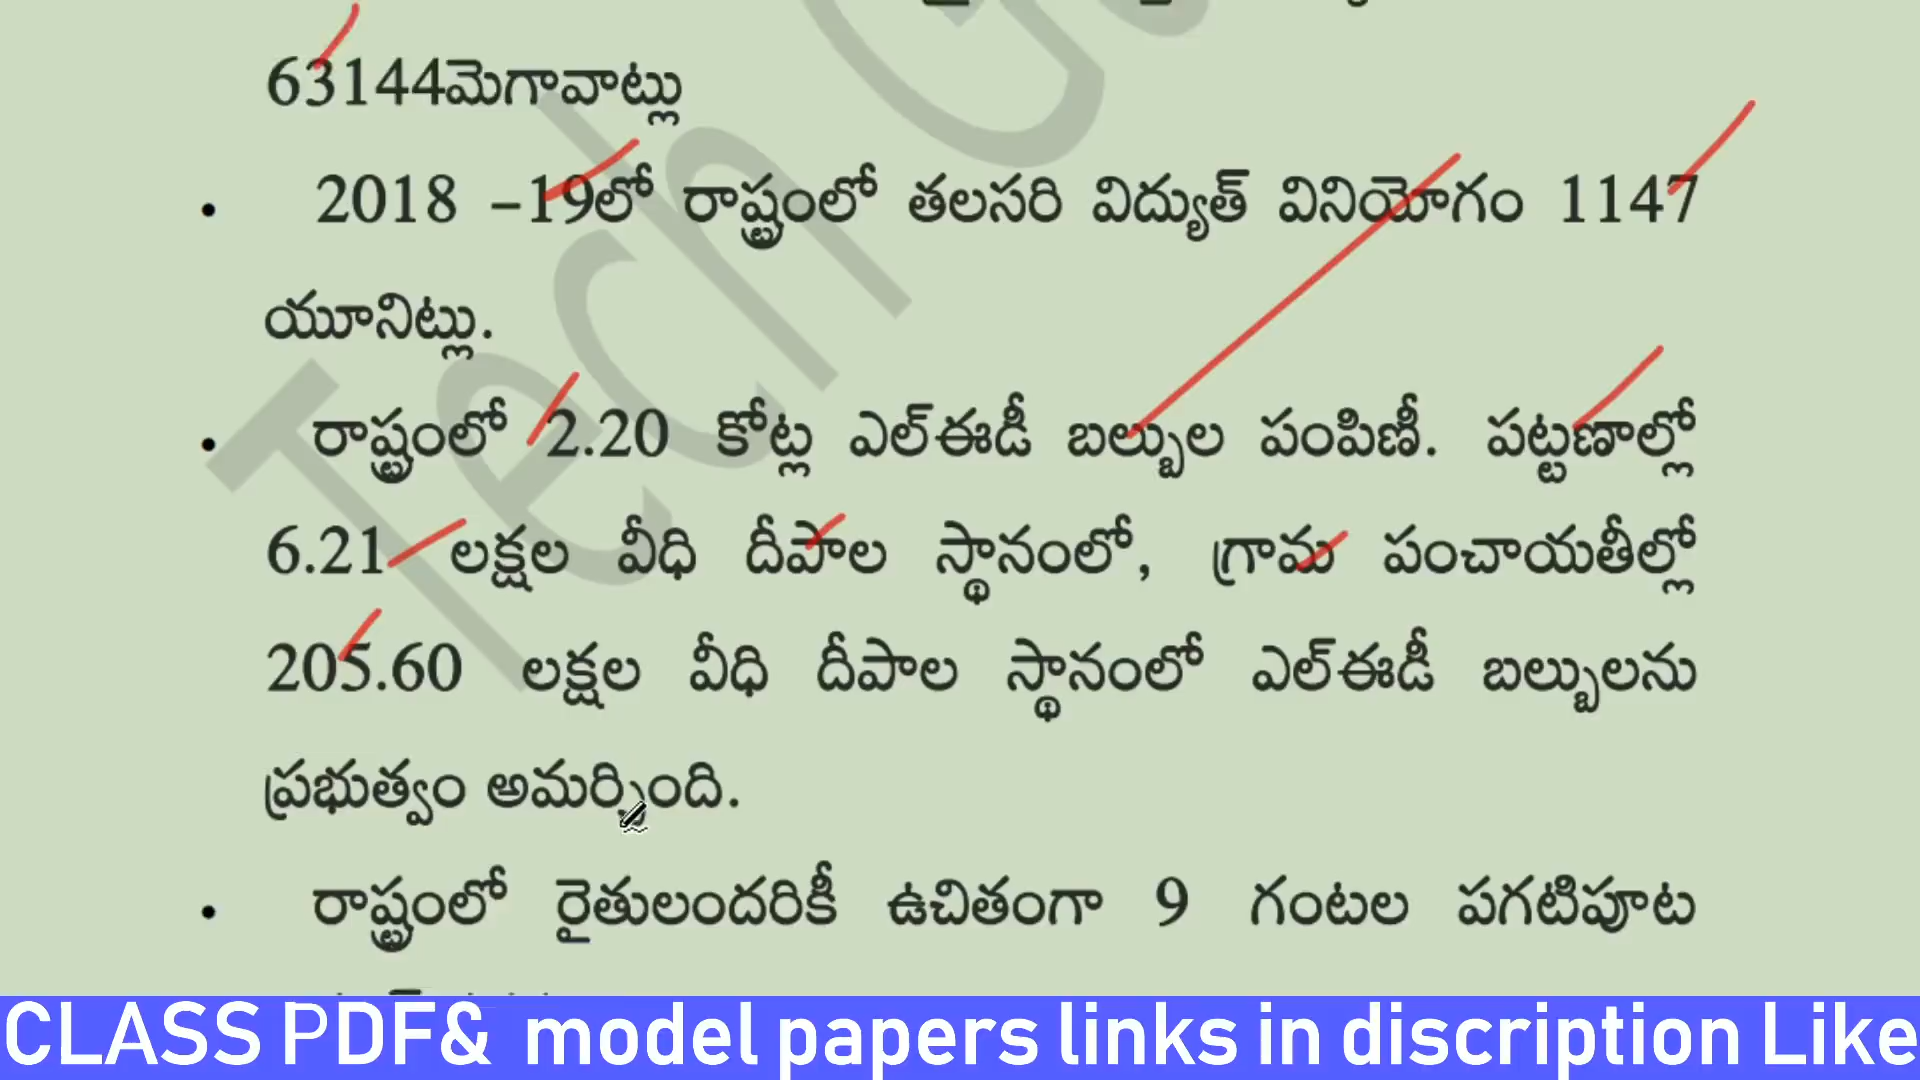 63144మెగావాట్లు
• 2018 -19లో రాష్ట్రంలో తలసరి విద్యుత్ వినియోగం 1147
యూనిట్లు.
• రాష్ట్రంలో 2.20 కోట్ల ఎల్ఈడీ బల్బుల పంపిణీ. పట్టణాల్లో
6.21 లక్షల వీధి దీపాల స్థానంలో, గ్రామ పంచాయతీల్లో
205.60 లక్షల వీధి దీపాల స్థానంలో ఎల్ఈడీ బల్బులను
ప్రభుత్వం అమర్చింది.
• రాష్ట్రంలో రైతులందరికీ ఉచితంగా 9 గంటల పగటిపూట
Tech
CLASS PDF& model papers links in discription Like